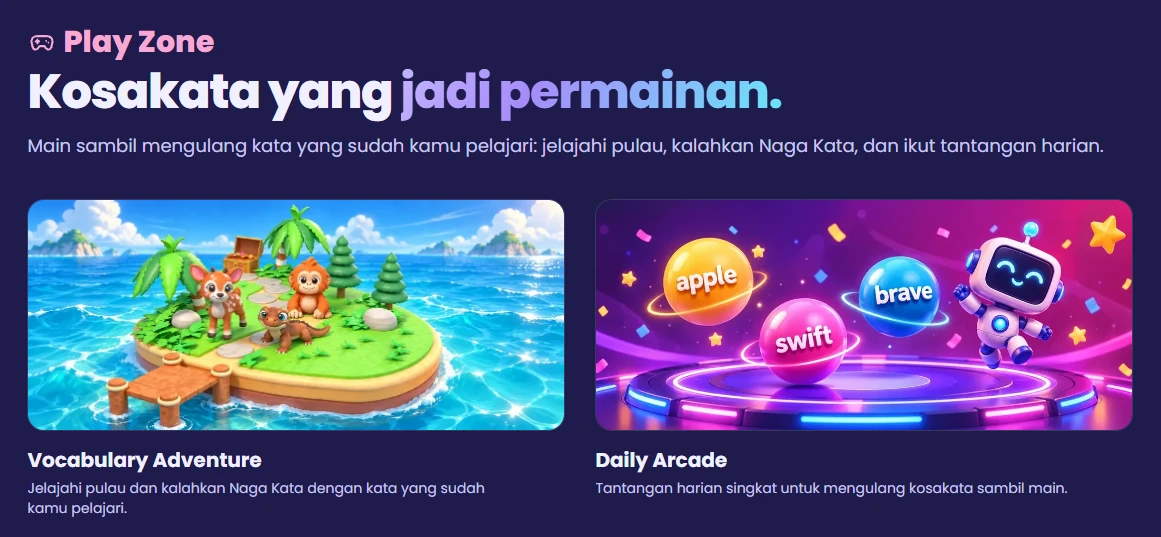 Play Zone
Kosakata yang jadi permainan.
Main sambil mengulang kata yang sudah kamu pelajari: jelajahi pulau, kalahkan Naga Kata, dan ikut tantangan harian.
apple
brave
swift
Vocabulary Adventure
Jelajahi pulau dan kalahkan Naga Kata dengan kata yang sudah
kamu pelajari.
Daily Arcade
Tantangan harian singkat untuk mengulang kosakata sambil main.